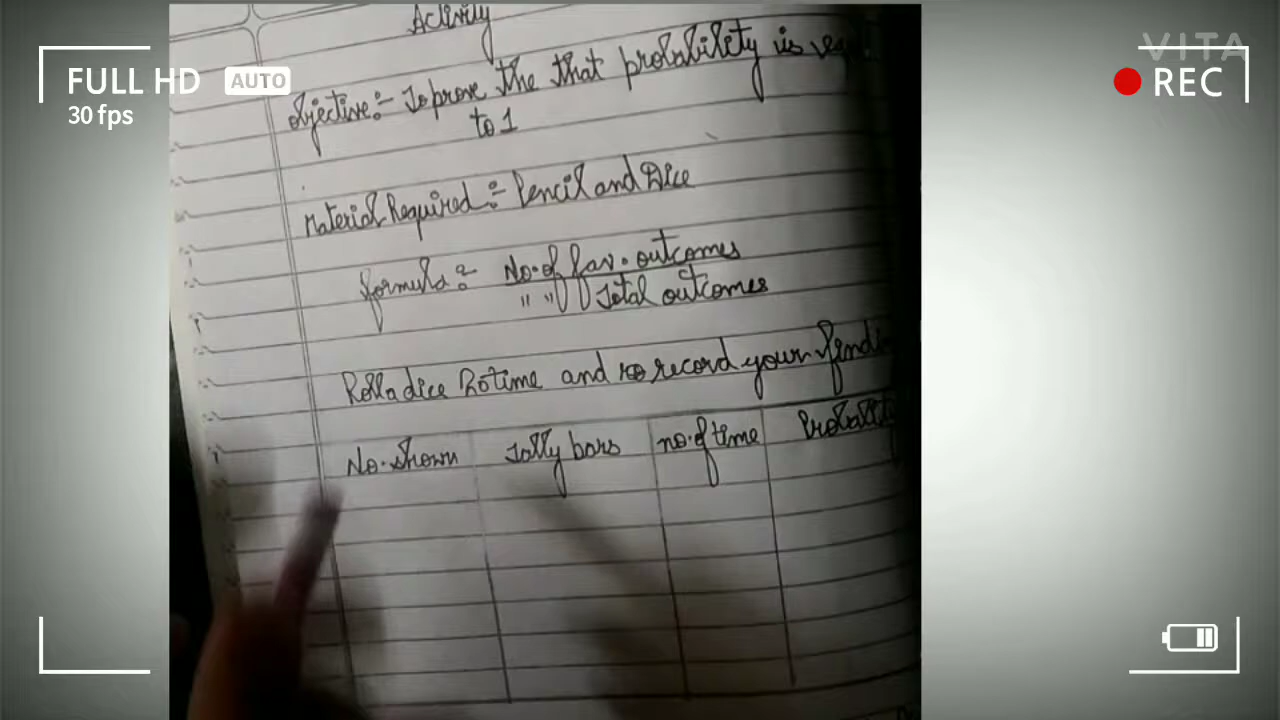 VITA
FULL HD AUTO
REC
30 fps
Activity
Objective:- To prove the that probability is
to 1
Material Required:- Pencil and Dice
formula:- No. of fav. outcomes
" " Total outcomes
Roll a dice 20 time and record your
No. shown Tally bars no. of time